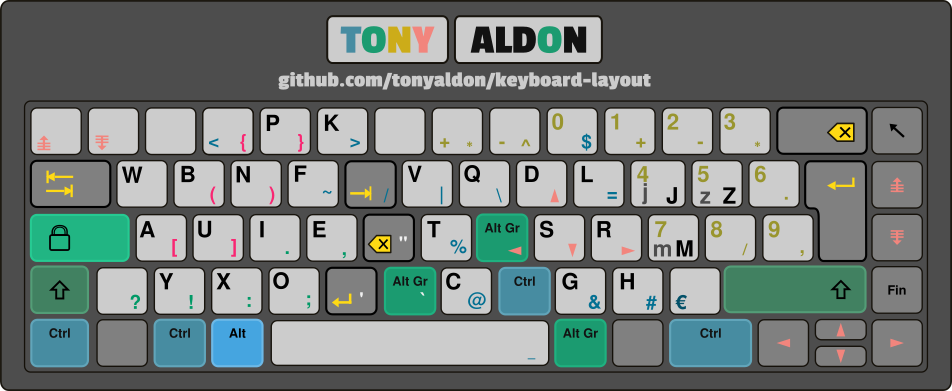 TONY ALDON
github.com/tonyaldon/keyboard-layout
< { P } K > + * - ^ 0 $ 1 + 2 - 3 *
W B ( N ) F ~ / V | Q \ D L = 4 j J 5 z Z 6 .
A [ U ] I . E , " T % Alt Gr S R 7 m M 8 / 9 ,
? Y ! X : O ; ' Alt Gr ` C @ Ctrl G & H # € Fin
Ctrl Ctrl Alt _ Alt Gr Ctrl